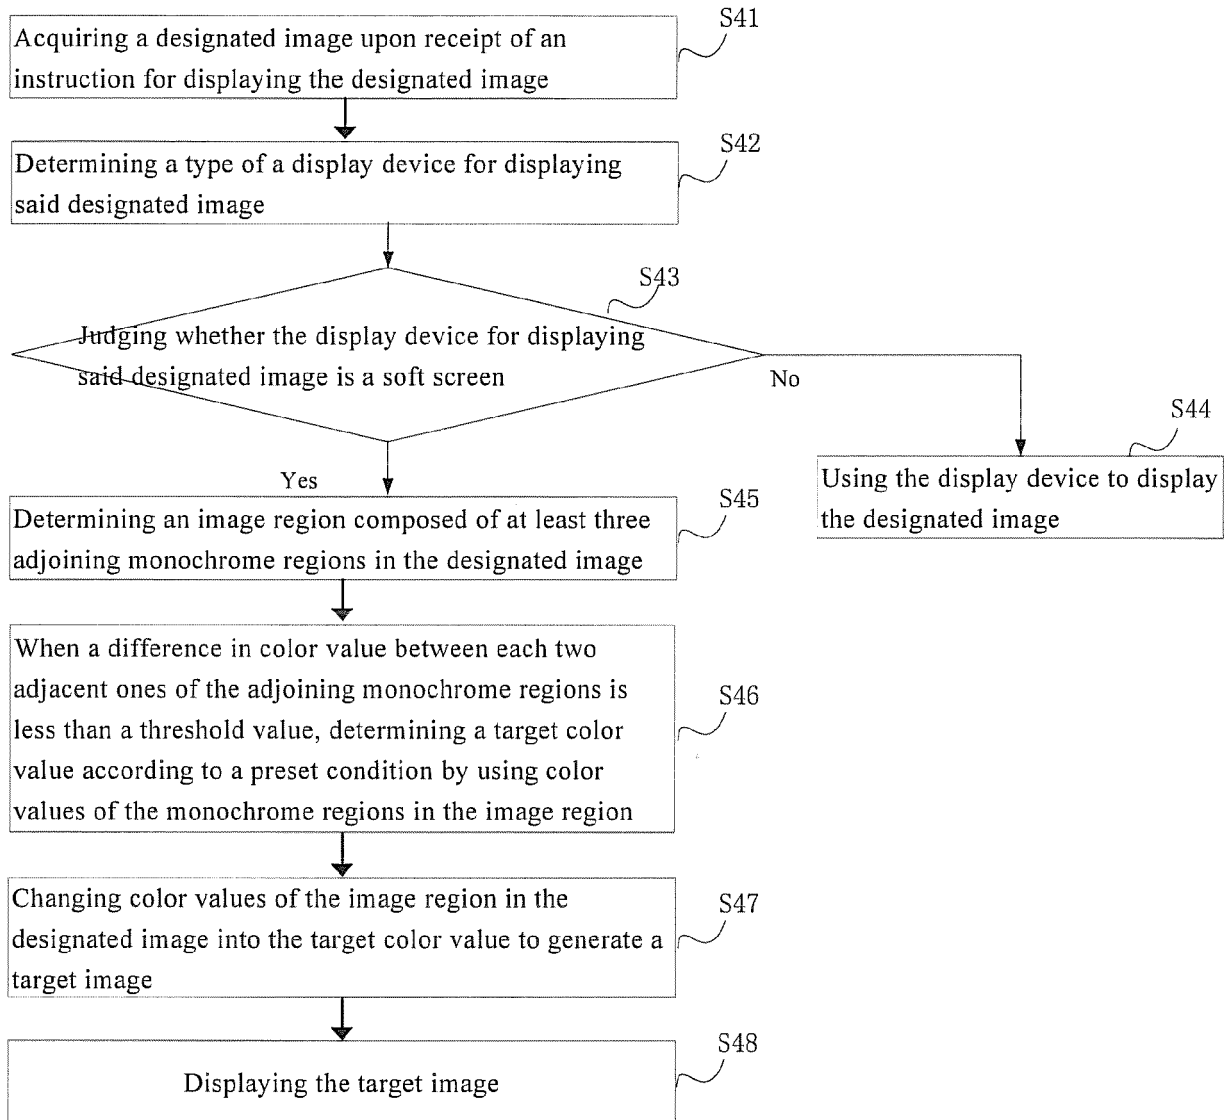 S41
Acquiring a designated image upon receipt of an
instruction for displaying the designated image
S42
Determining a type of a display device for displaying
said designated image
S43
Judging whether the display device for displaying
said designated image is a soft screen
No
S44
Using the display device to display
the designated image
Yes
S45
Determining an image region composed of at least three
adjoining monochrome regions in the designated image
When a difference in color value between each two
adjacent ones of the adjoining monochrome regions is
less than a threshold value, determining a target color
value according to a preset condition by using color
values of the monochrome regions in the image region
S46
Changing color values of the image region in the
designated image into the target color value to generate a
target image
S47
S48
Displaying the target image